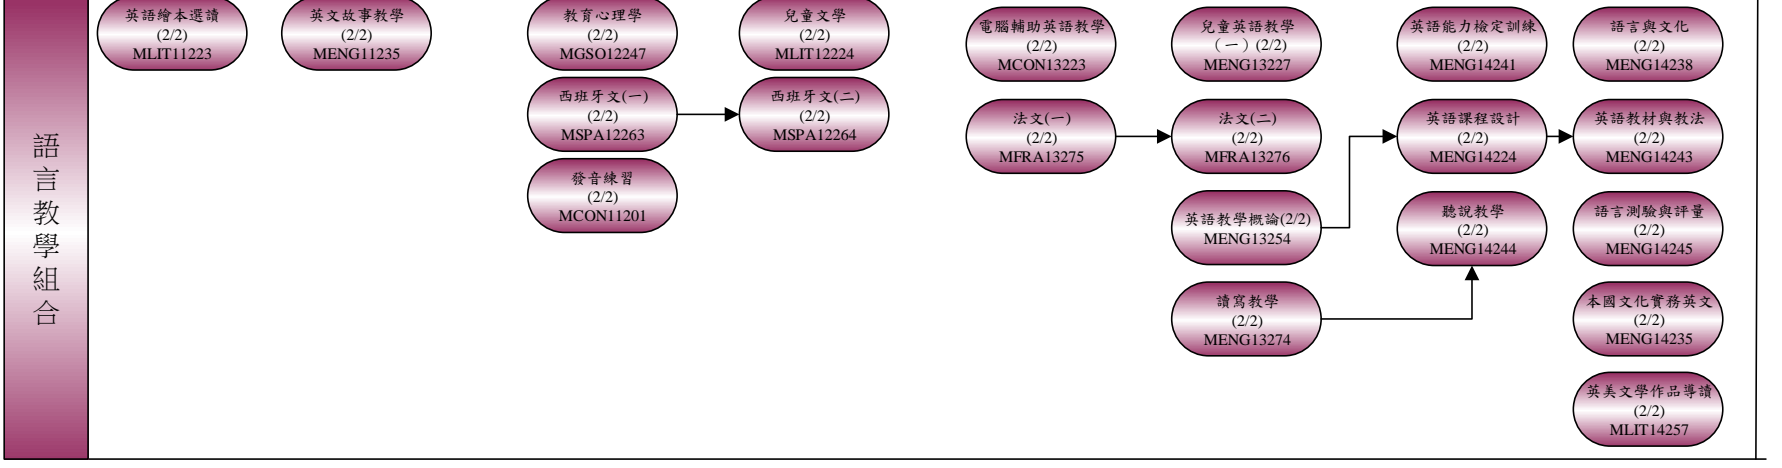 語言教學組合
英語繪本選讀
(2/2)
MLIT11223
英文故事教學
(2/2)
MENG11235
教育心理學
(2/2)
MGSO12247
兒童文學
(2/2)
MLIT12224
電腦輔助英語教學
(2/2)
MCON13223
兒童英語教學
(一) (2/2)
MENG13227
英語能力檢定訓練
(2/2)
MENG14241
語言與文化
(2/2)
MENG14238
西班牙文(一)
(2/2)
MSPA12263
西班牙文(二)
(2/2)
MSPA12264
法文(一)
(2/2)
MFRA13275
法文(二)
(2/2)
MFRA13276
英語課程設計
(2/2)
MENG14224
英語教材與教法
(2/2)
MENG14243
發音練習
(2/2)
MCON11201
英語教學概論(2/2)
MENG13254
聽說教學
(2/2)
MENG14244
語言測驗與評量
(2/2)
MENG14245
讀寫教學
(2/2)
MENG13274
本國文化實務英文
(2/2)
MENG14235
英美文學作品導讀
(2/2)
MLIT14257